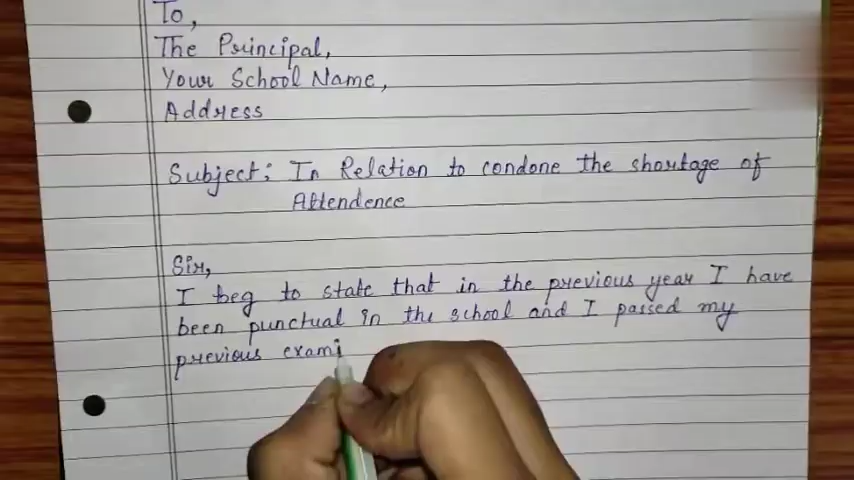 To,
The Principal,
Your School Name,
Address
Subject: In Relation to condone the shortage of
Attendence
Sir,
I beg to state that in the previous year I have
been punctual in the school and I passed my
previous exami